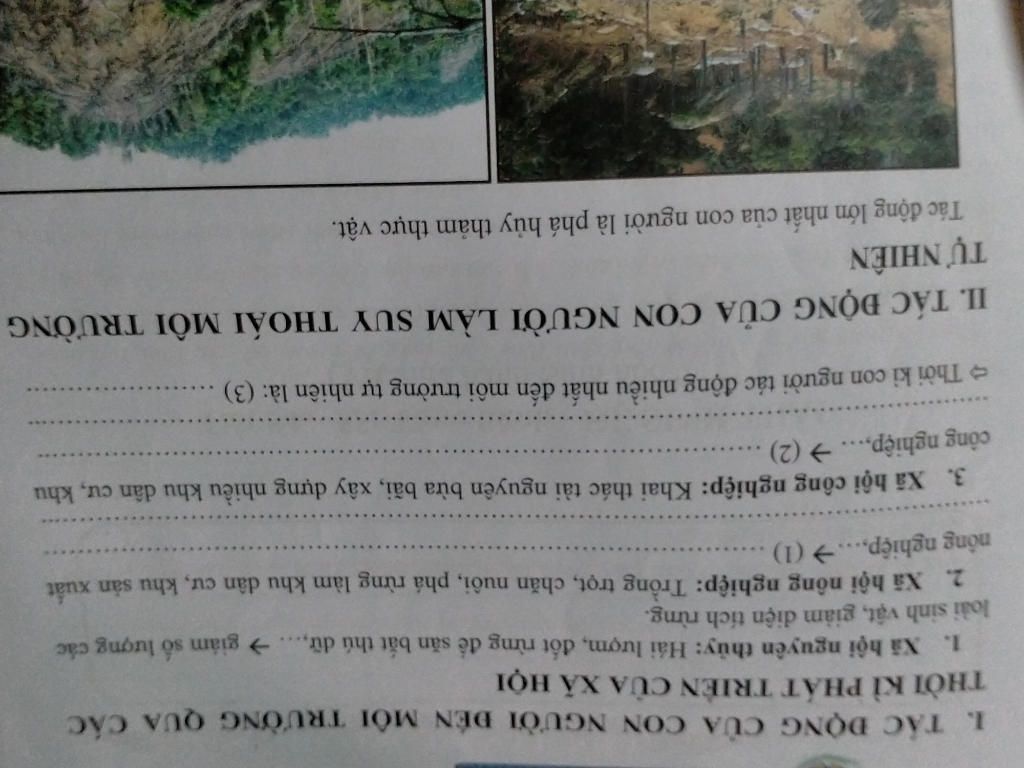 I. TÁC ĐỘNG CỦA CON NGƯỜI ĐẾN MÔI TRƯỜNG QUA CÁC
THỜI KÌ PHÁT TRIỂN CỦA XÃ HỘI
1. Xã hội nguyên thủy: Hái lượm, đốt rừng để săn bắt thú dữ,… → giảm số lượng các
loài sinh vật, giảm diện tích rừng.
2. Xã hội nông nghiệp: Trồng trọt, chăn nuôi, phá rừng làm khu dân cư, khu sản xuất
nông nghiệp,…→ (1) ......................................................................
................................................................................................
3. Xã hội công nghiệp: Khai thác tài nguyên bừa bãi, xây dựng nhiều khu dân cư, khu
công nghiệp,… → (2) ......................................................................
................................................................................................
⇨ Thời kì con người tác động nhiều nhất đến môi trường tự nhiên là: (3) ......................
II. TÁC ĐỘNG CỦA CON NGƯỜI LÀM SUY THOÁI MÔI TRƯỜNG
TỰ NHIÊN
Tác động lớn nhất của con người là phá hủy thảm thực vật.